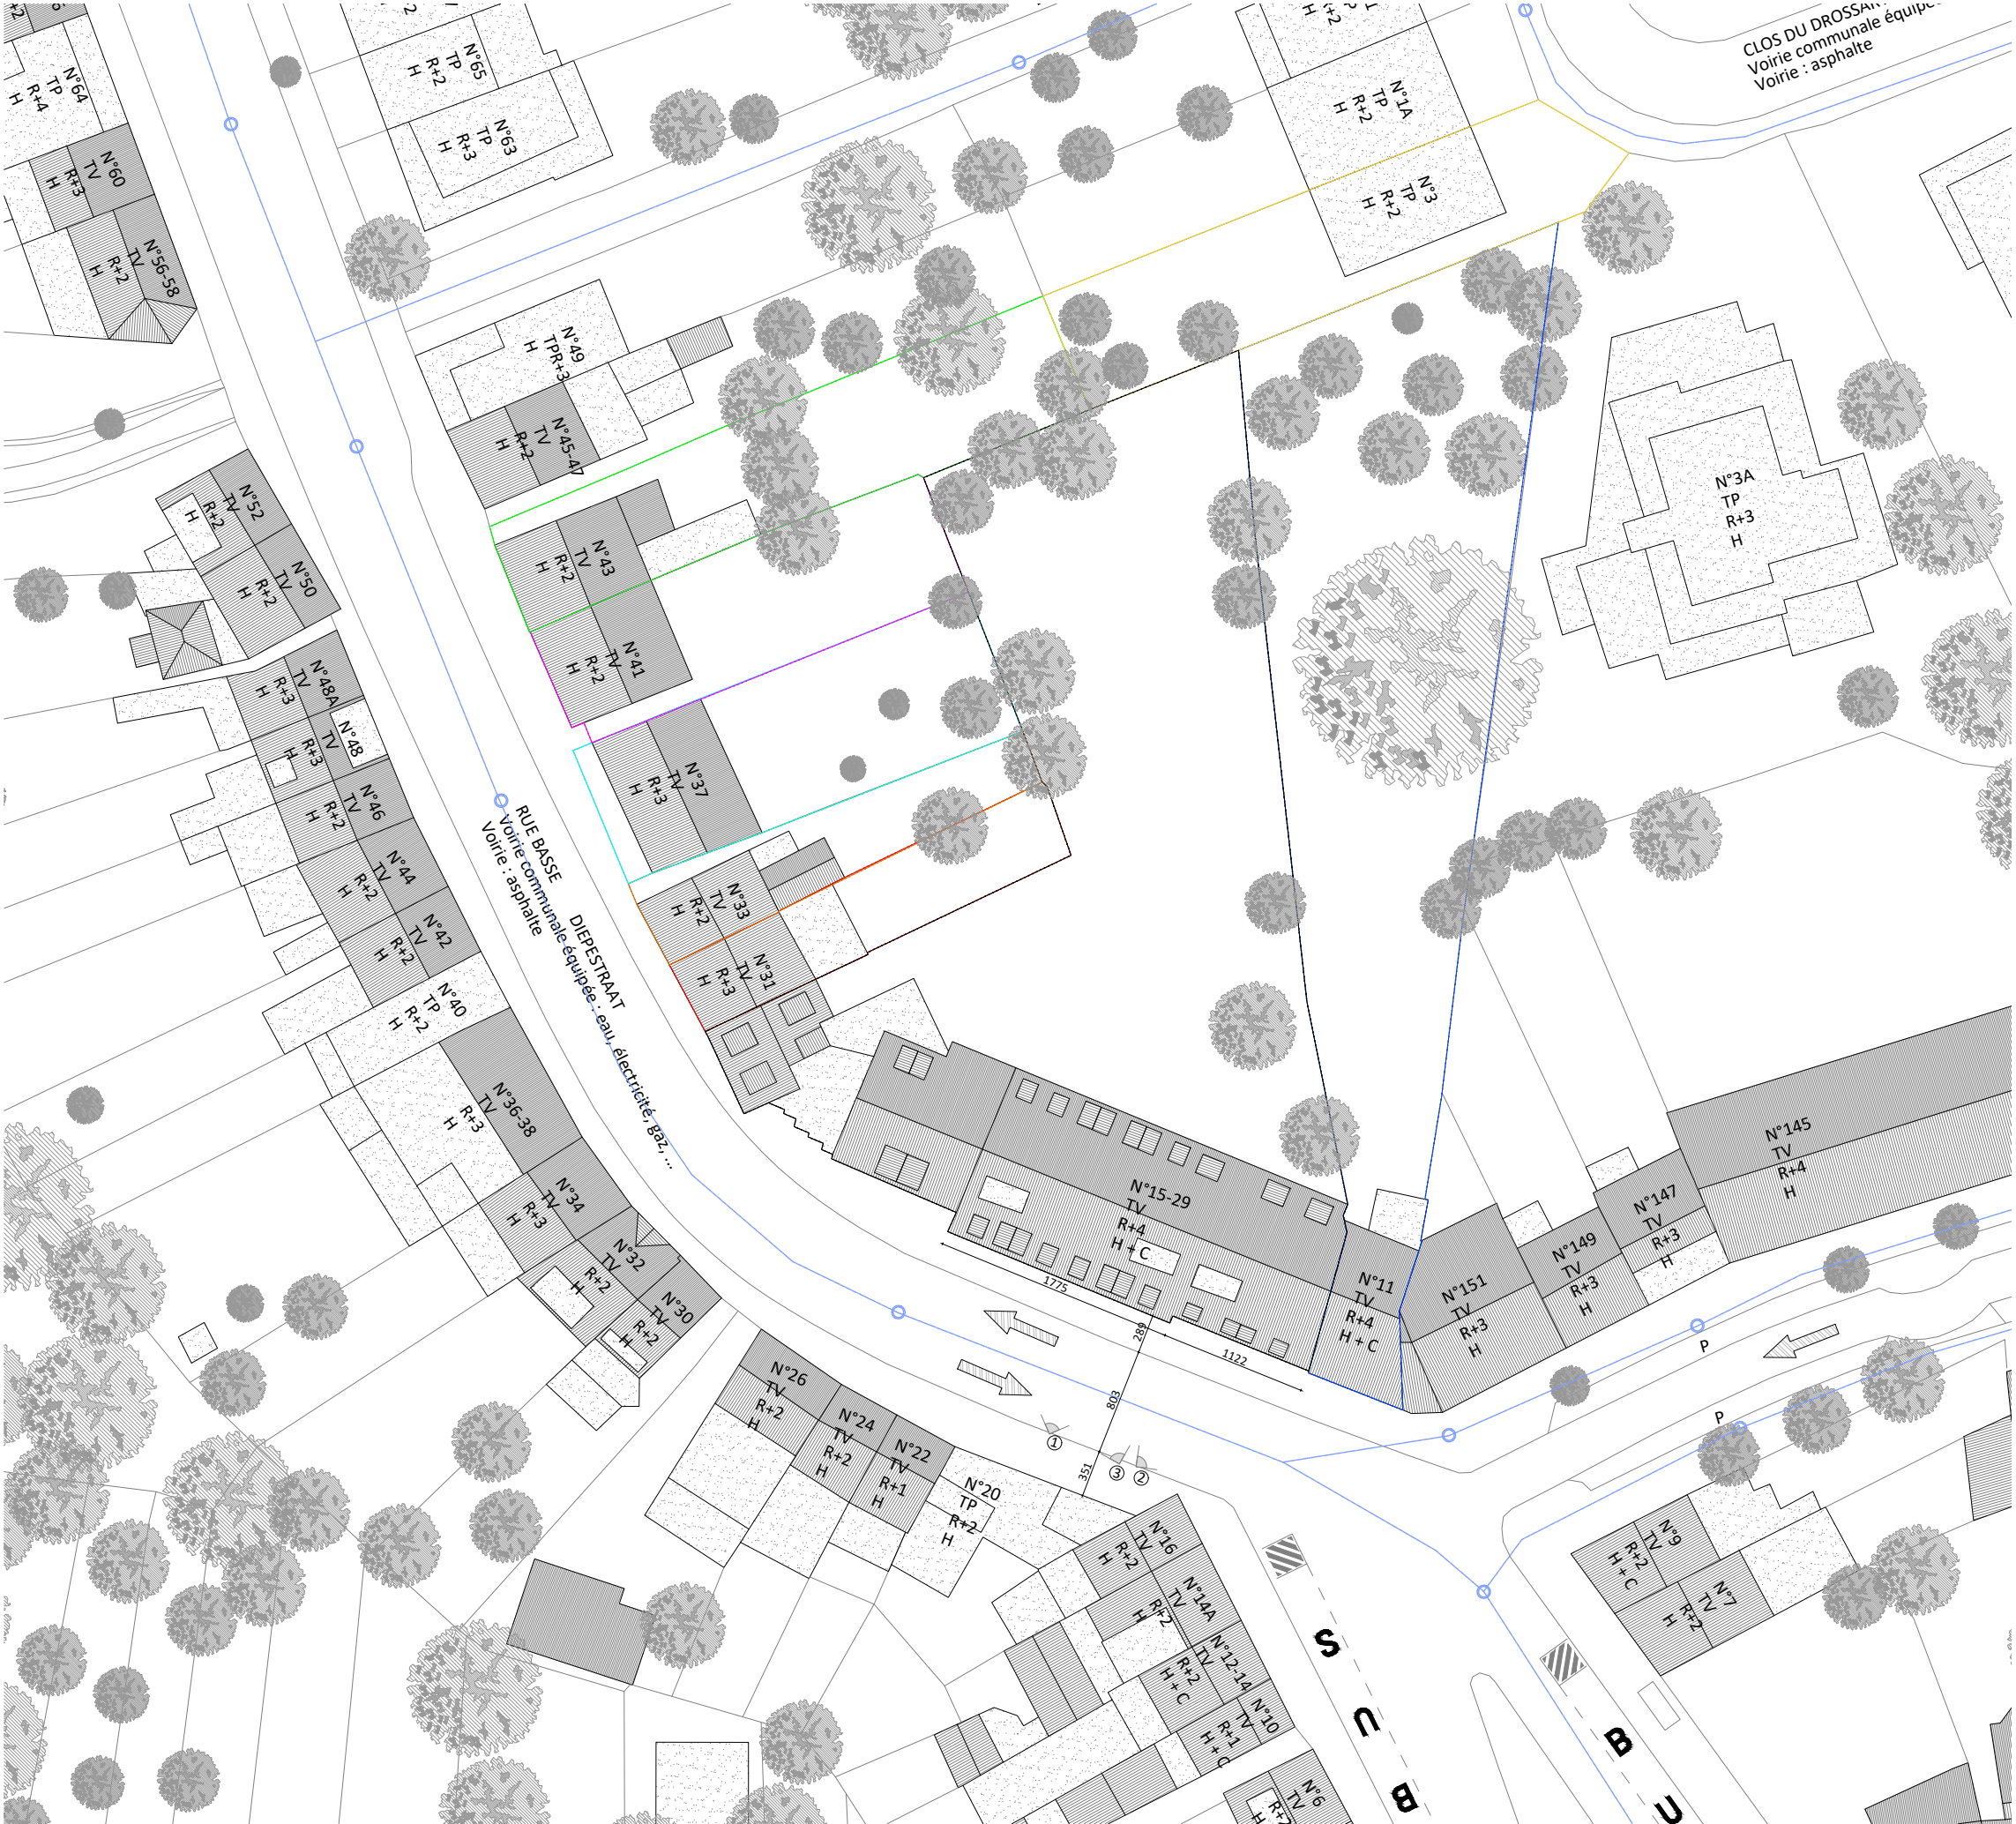 N°64
TP
R+4
H
N°60
TV
R+3
H
N°56-58
TV
R+2
H
N°65
TP
R+2
H
N°63
TP
R+3
H
R+2
N°1A
TP
R+2
H
N°3
TP
R+2
H
Voirie communale
Voirie : asphalte
N°49
TPR+3
H
N°45-47
TV
R+2
H
N°43
TV
R+2
H
N°41
TV
R+2
H
N°37
TV
R+3
H
N°33
TV
R+2
H
N°31
TV
R+3
H
N°52
TV
R+2
H
N°50
TV
R+2
H
N°48A
TV
R+3
H
N°48
TV
R+3
H
N°46
TV
R+2
H
N°44
TV
R+2
H
N°42
TV
R+2
H
N°40
TP
R+2
H
N°36-38
TV
R+3
H
N°34
TV
R+3
H
N°32
TV
R+2
H
N°30
TV
R+2
H
RUE BASSE DIEPESTRAAT
Voirie communale équipée : eau, électricité, gaz, ...
Voirie : asphalte
N°3A
TP
R+3
H
N°15-29
TV
R+4
H + C
N°11
TV
R+4
H + C
N°151
TV
R+3
H
N°149
TV
R+3
H
N°147
TV
R+3
H
N°145
TV
R+4
H
1775
289
1122
803
351
①
③
②
P
P
N°26
TV
R+2
H
N°24
TV
R+2
H
N°22
TV
R+1
H
N°20
TP
R+2
H
N°16
TV
R+2
H
N°14A
TV
R+2
H
N°12-14
TV
R+2
H + C
N°10
TV
R+1
H + C
N°6
TV
R+2
H
N°9
TV
R+2
H + C
N°7
TV
R+2
H
S
U
B
B
U